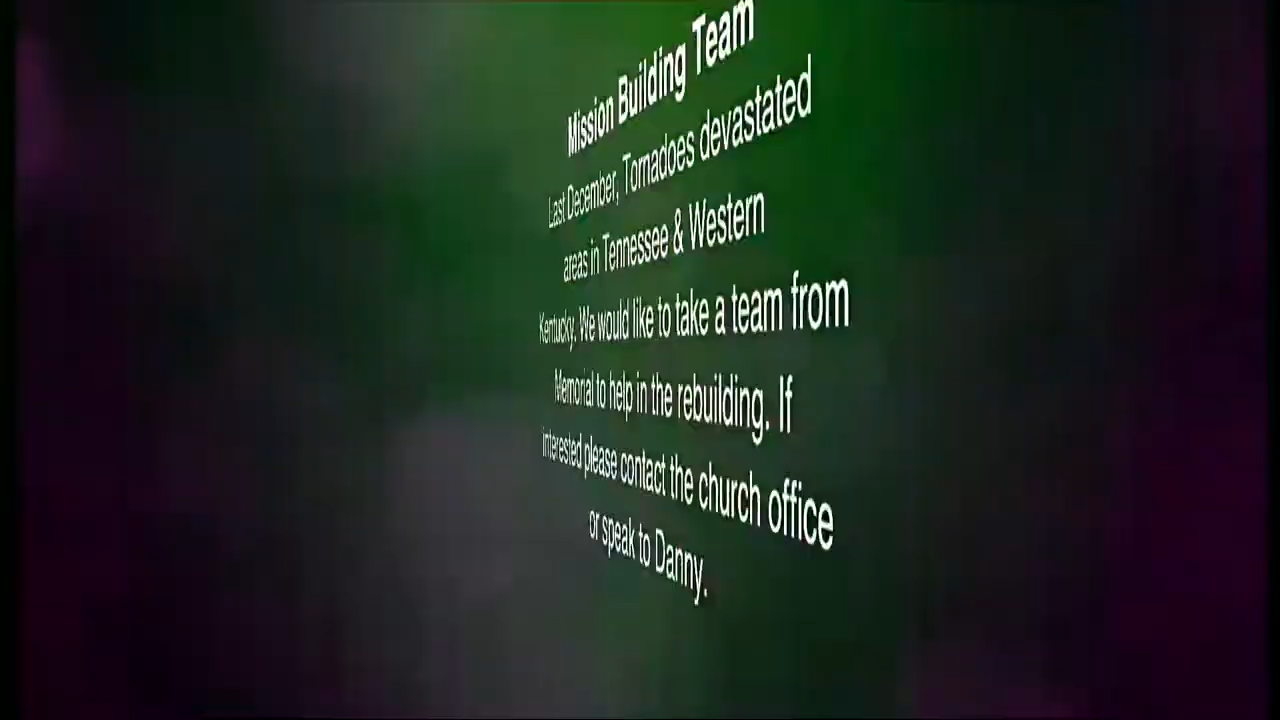 Mission Building Team
Last December, Tornadoes devastated
areas in Tennessee & Western
Kentucky. We would like to take a team from
Memorial to help in the rebuilding. If
interested please contact the church office
or speak to Danny.